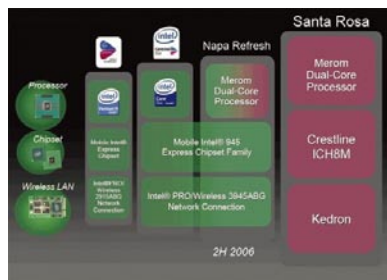 Santa Rosa
Napa Refresh
Processor
Merom
Dual-Core
Processor
Merom
Dual-Core
Processor
Chipset
Mobile Intel®
Express
Chipset
Mobile Intel® 945
Express Chipset Family
Crestline
ICH8M
Wireless LAN
Wireless
2915ABG
Network
Connection
Intel® PRO/Wireless 3945ABG
Network Connection
Kedron
2H 2006